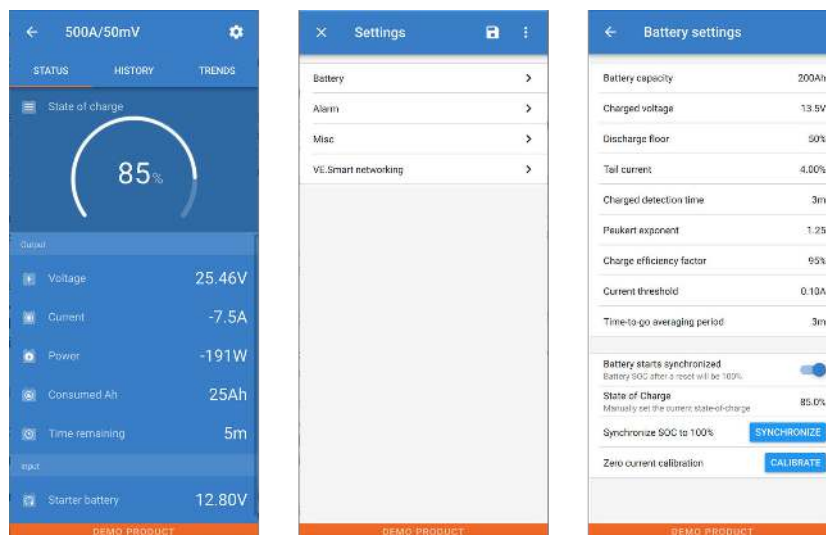 500A/50mV
STATUS HISTORY TRENDS
State of charge
85%
Output
Voltage 25.46V
Current -7.5A
Power -191W
Consumed Ah 25Ah
Time remaining 5m
Input
Starter battery 12.80V
DEMO PRODUCT
Settings
Battery
Alarm
Misc
VE.Smart networking
DEMO PRODUCT
Battery settings
Battery capacity 200Ah
Charged voltage 13.5V
Discharge floor 50%
Tail current 4.00%
Charged detection time 3m
Peukert exponent 1.25
Charge efficiency factor 95%
Current threshold 0.10A
Time-to-go averaging period 3m
Battery starts synchronized
Battery SOC after a reset will be 100%
State of Charge 85.0%
Manually set the current state-of-charge
Synchronize SOC to 100% SYNCHRONIZE
Zero current calibration CALIBRATE
DEMO PRODUCT